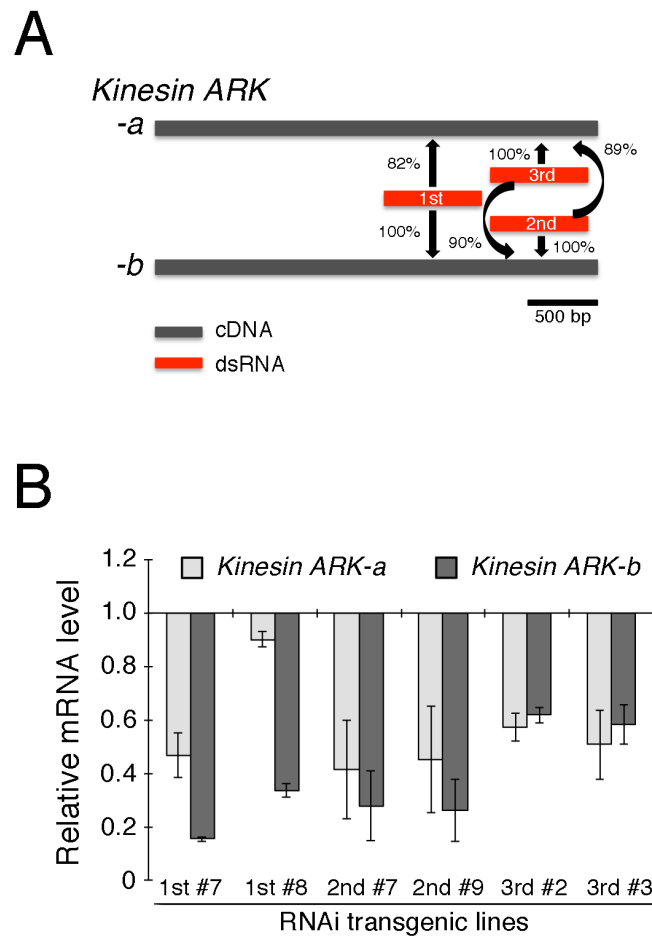 A
Kinesin ARK
-a
82%
100%
89%
3rd
1st
2nd
100%
90%
100%
-b
500 bp
cDNA
dsRNA
B
Relative mRNA level
1.2
1.0
0.8
0.6
0.4
0.2
0
Kinesin ARK-a
Kinesin ARK-b
1st #7
1st #8
2nd #7
2nd #9
3rd #2
3rd #3
RNAi transgenic lines